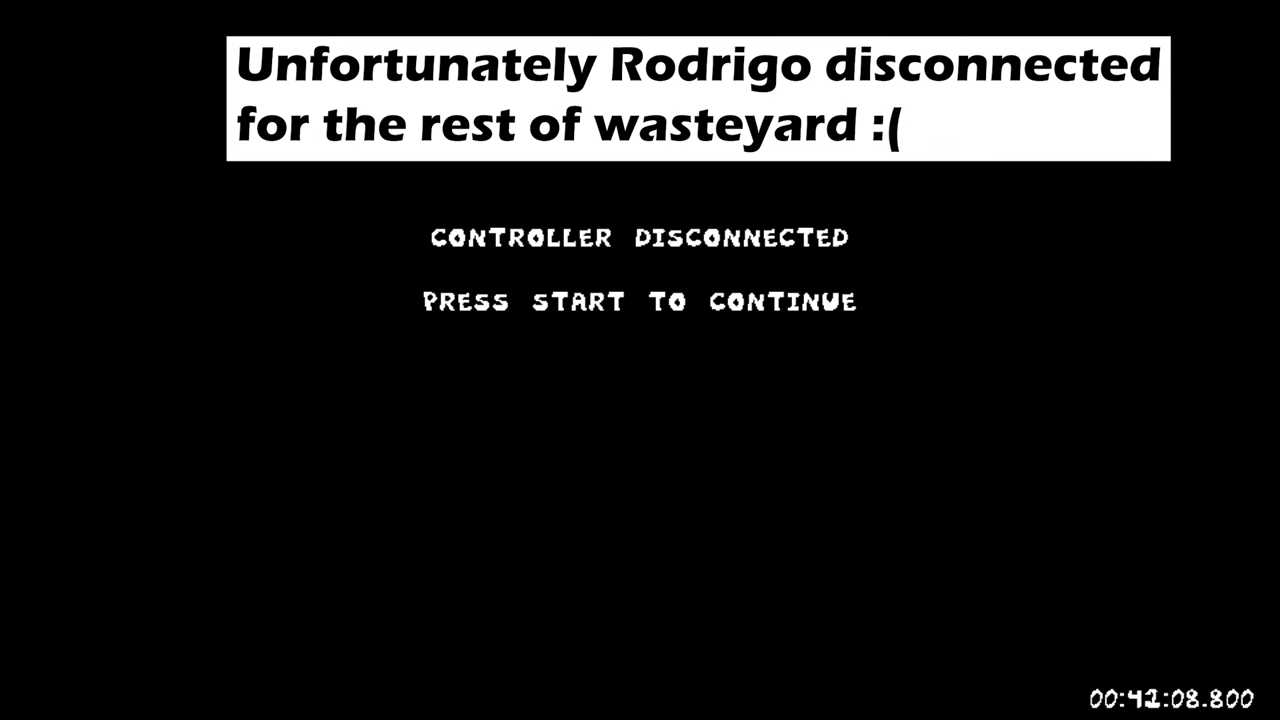 Unfortunately Rodrigo disconnected
for the rest of wasteyard :(
CONTROLLER DISCONNECTED
PRESS START TO CONTINUE
00:41:08.800